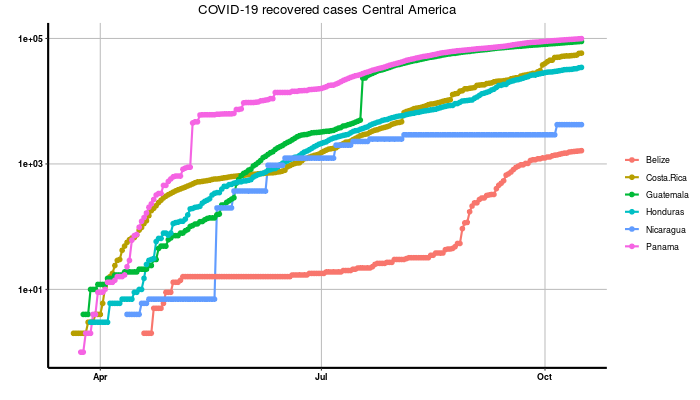 COVID-19 recovered cases Central America
1e+05
1e+03
1e+01
Apr
Jul
Oct
Belize
Costa.Rica
Guatemala
Honduras
Nicaragua
Panama